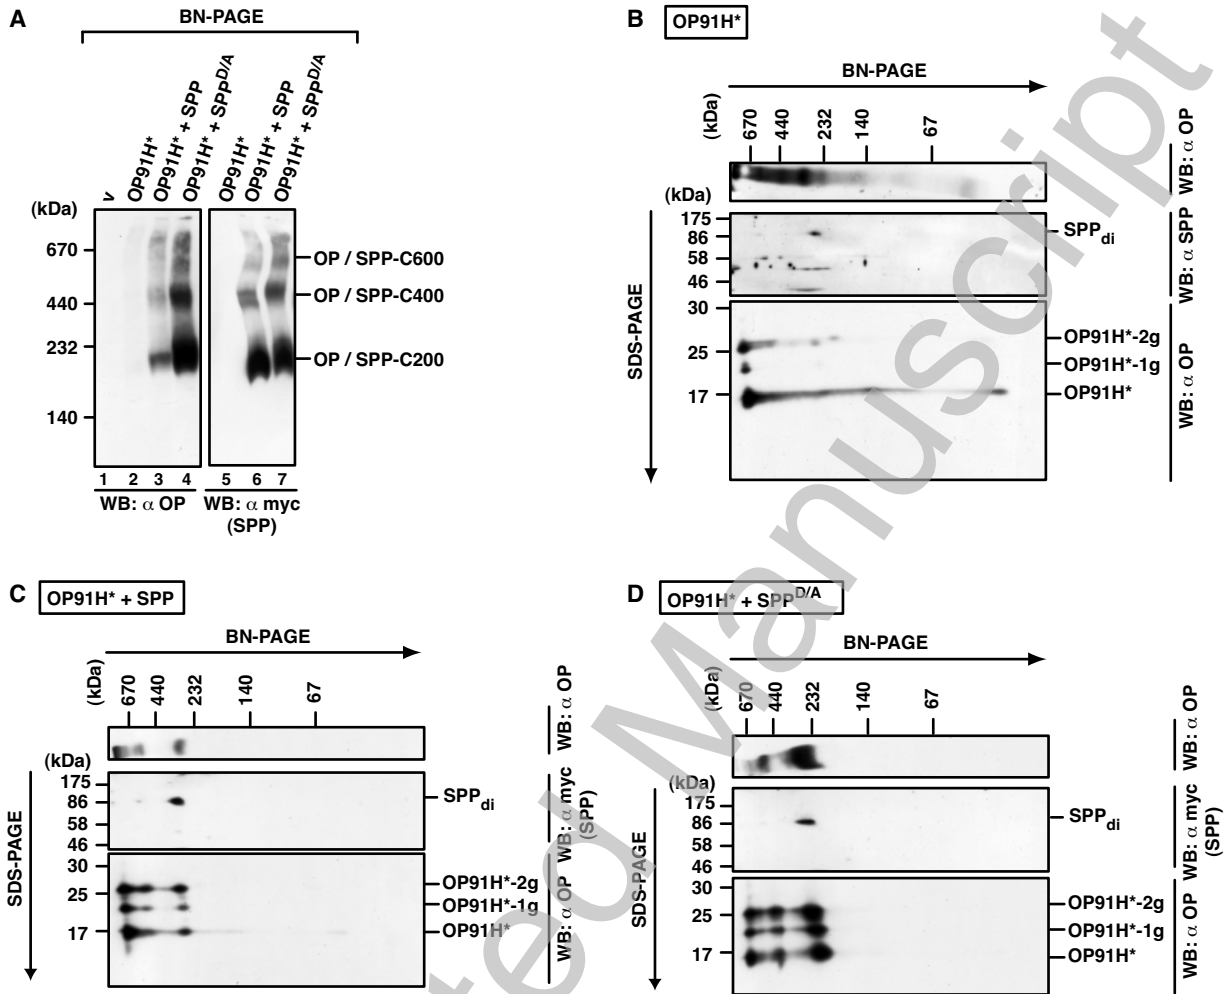 A
BN-PAGE
v
OP91H*
OP91H* + SPP
OP91H* + SPP^D/A
OP91H*
OP91H* + SPP
OP91H* + SPP^D/A
(kDa)
670
440
232
140
OP / SPP-C600
OP / SPP-C400
OP / SPP-C200
1 2 3 4 5 6 7
WB: α OP
WB: α myc
(SPP)
B
OP91H*
BN-PAGE
(kDa)
670
440
232
140
67
(kDa)
175
86
58
46
30
25
17
SDS-PAGE
SPPdi
OP91H*-2g
OP91H*-1g
OP91H*
WB: α OP
WB: α SPP
WB: α OP
C
OP91H* + SPP
BN-PAGE
(kDa)
670
440
232
140
67
(kDa)
175
86
58
46
30
25
17
SDS-PAGE
SPPdi
OP91H*-2g
OP91H*-1g
OP91H*
WB: α OP
WB: α myc
(SPP)
WB: α OP
D
OP91H* + SPP^D/A
BN-PAGE
(kDa)
670
440
232
140
67
(kDa)
175
86
58
46
30
25
17
SDS-PAGE
SPPdi
OP91H*-2g
OP91H*-1g
OP91H*
WB: α OP
WB: α myc
(SPP)
WB: α OP
ted Manuscript